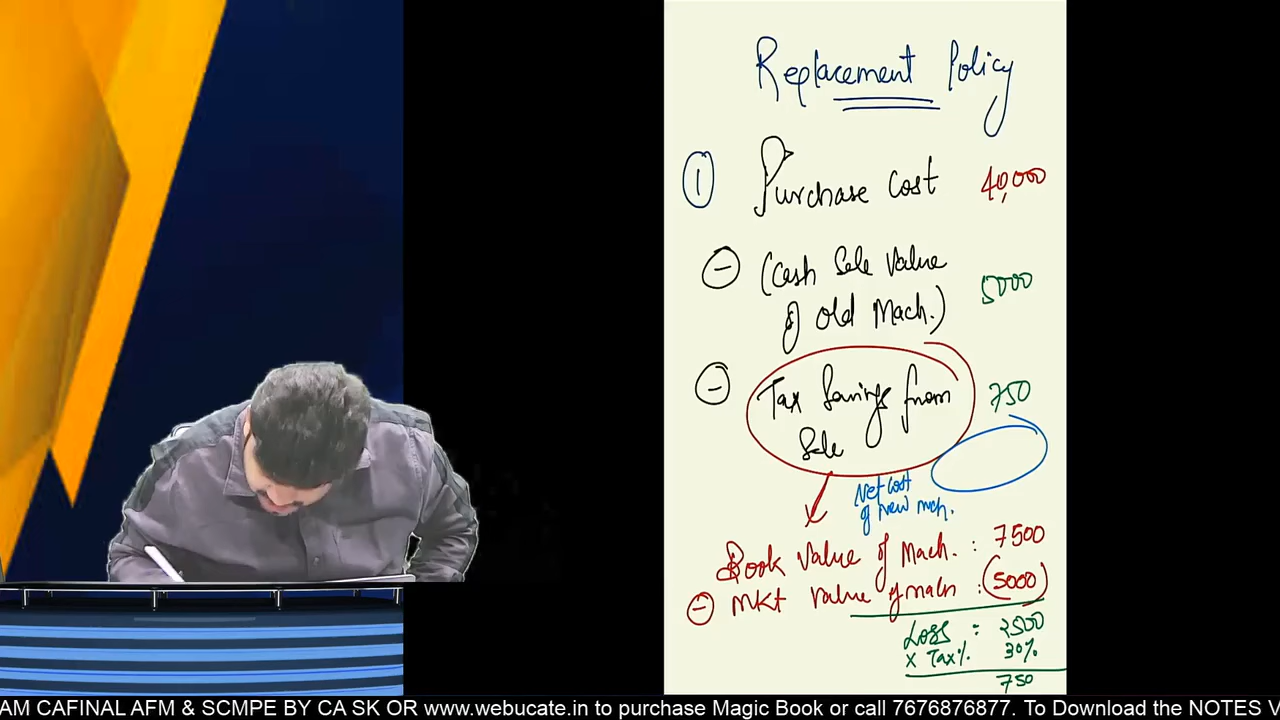 Replacement Policy
1 Purchase Cost 40,000
- (Cash Sale Value of Old Mach.) 5000
- Tax Savings from Sale 750
Net Cost of New mch.
Book Value of Mach. : 7500
- Mkt Value of mach : (5000)
Loss : 2500
x Tax% 30%
750
AM CAFINAL AFM & SCMPE BY CA SK OR www.webucate.in to purchase Magic Book or call 7676876877. To Download the NOTES V